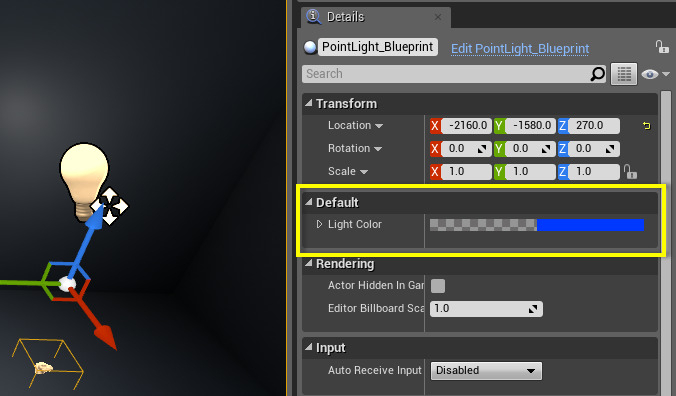 Details
PointLight_Blueprint Edit PointLight_Blueprint
Search
Transform
Location X -2160.0 Y -1580.0 Z 270.0
Rotation X 0.0 Y 0.0 Z 0.0
Scale X 1.0 Y 1.0 Z 1.0
Default
Light Color
Rendering
Actor Hidden In Gar
Editor Billboard Sca 1.0
Input
Auto Receive Input Disabled